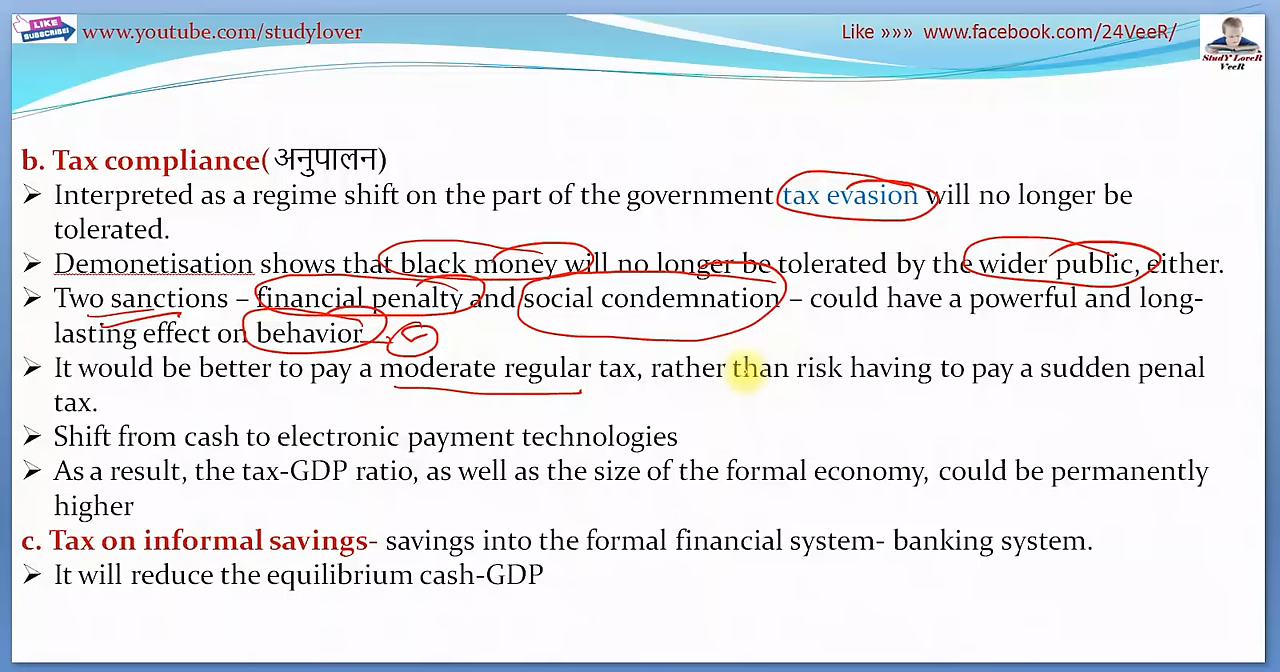 LIKE
SUBSCRIBE!
www.youtube.com/studylover
Like »»» www.facebook.com/24VeeR/
StudY LoveR
VeeR
b. Tax compliance(अनुपालन)
➢ Interpreted as a regime shift on the part of the government tax evasion will no longer be
tolerated.
➢ Demonetisation shows that black money will no longer be tolerated by the wider public, either.
➢ Two sanctions – financial penalty and social condemnation – could have a powerful and long-
lasting effect on behavior.
➢ It would be better to pay a moderate regular tax, rather than risk having to pay a sudden penal
tax.
➢ Shift from cash to electronic payment technologies
➢ As a result, the tax-GDP ratio, as well as the size of the formal economy, could be permanently
higher
c. Tax on informal savings- savings into the formal financial system- banking system.
➢ It will reduce the equilibrium cash-GDP